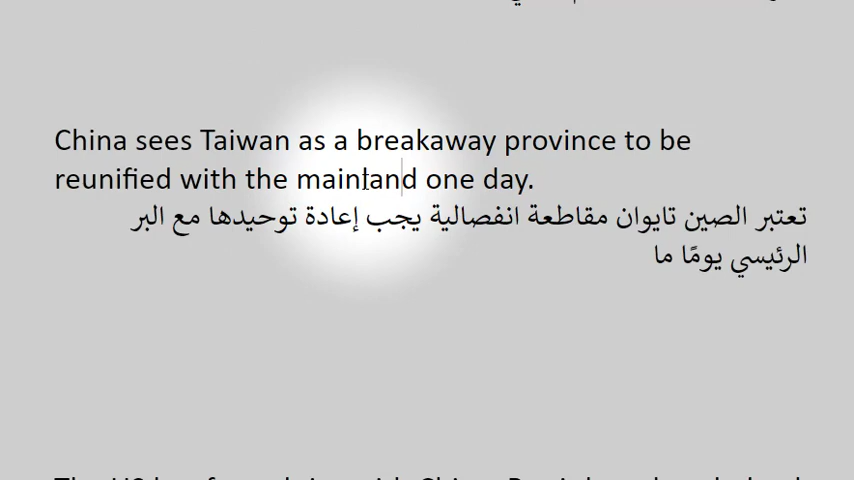 China sees Taiwan as a breakaway province to be
reunified with the mainland one day.
تعتبر الصين تايوان مقاطعة انفصالية يجب إعادة توحيدها مع البر
الرئيسي يومًا ما